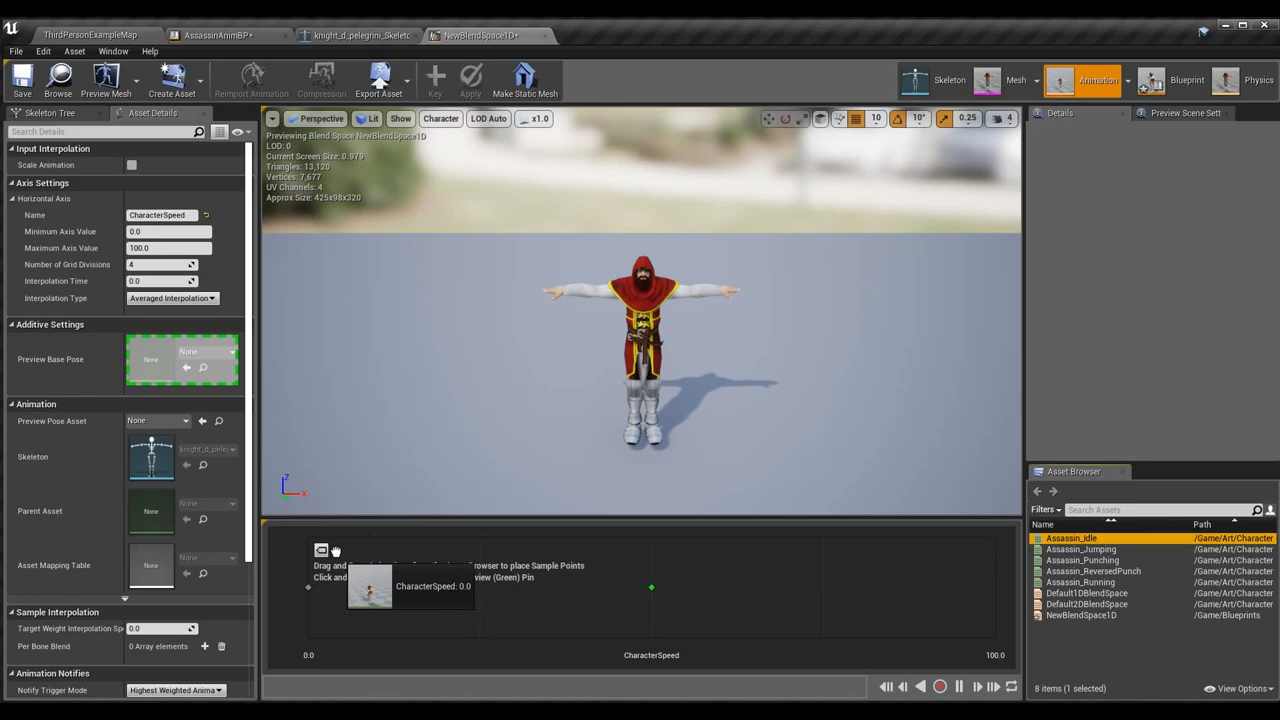 ThirdPersonExampleMap
AssassinAnimBP*
knight_d_pelegrini_Skeletc
NewBlendSpace1D*
File Edit Asset Window Help
Save
Browse
Preview Mesh
Create Asset
Reimport Animation
Compression
Export Asset
Key
Apply
Make Static Mesh
Skeleton
Mesh
Animation
Blueprint
Physics
Skeleton Tree
Asset Details
Search Details
Input Interpolation
Scale Animation
Axis Settings
Horizontal Axis
Name CharacterSpeed
Minimum Axis Value 0.0
Maximum Axis Value 100.0
Number of Grid Divisions 4
Interpolation Time 0.0
Interpolation Type Averaged Interpolation
Additive Settings
Preview Base Pose None None
Animation
Preview Pose Asset None
Skeleton knight_d_peleg
Parent Asset None None
Asset Mapping Table None None
Sample Interpolation
Target Weight Interpolation Sp 0.0
Per Bone Blend 0 Array elements
Animation Notifies
Notify Trigger Mode Highest Weighted Anima
Perspective Lit Show Character LOD Auto x1.0
10 10° 0.25 4
Previewing Blend Space NewBlendSpace1D
LOD: 0
Current Screen Size: 0.979
Triangles: 13,120
Vertices: 7,677
UV Channels: 4
Approx Size: 425x98x320
Z
X
Drag and Browser to place Sample Points
Click and view (Green) Pin
CharacterSpeed: 0.0
0.0 CharacterSpeed 100.0
Details
Preview Scene Sett
Asset Browser
Filters Search Assets
Name Path
Assassin_Idle /Game/Art/Character
Assassin_Jumping /Game/Art/Character
Assassin_Punching /Game/Art/Character
Assassin_ReversedPunch /Game/Art/Character
Assassin_Running /Game/Art/Character
Default1DBlendSpace /Game/Art/Character
Default2DBlendSpace /Game/Art/Character
NewBlendSpace1D /Game/Blueprints
8 items (1 selected)
View Options